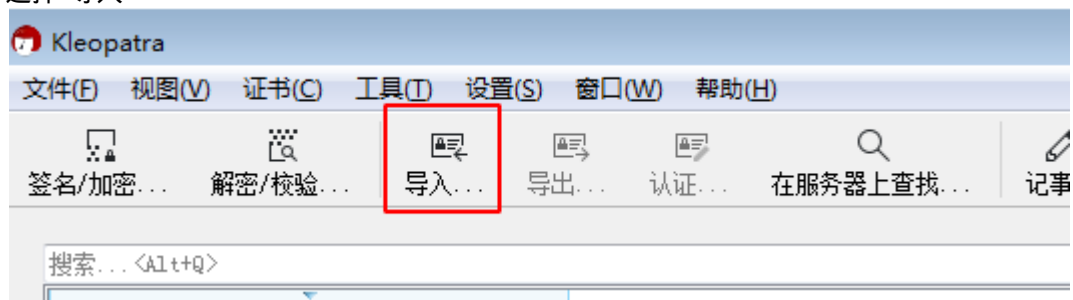 Kleopatra
文件(F) 视图(V) 证书(C) 工具(T) 设置(S) 窗口(W) 帮助(H)
签名/加密... 解密/校验... 导入... 导出... 认证... 在服务器上查找... 记事
搜索...<Alt+Q>